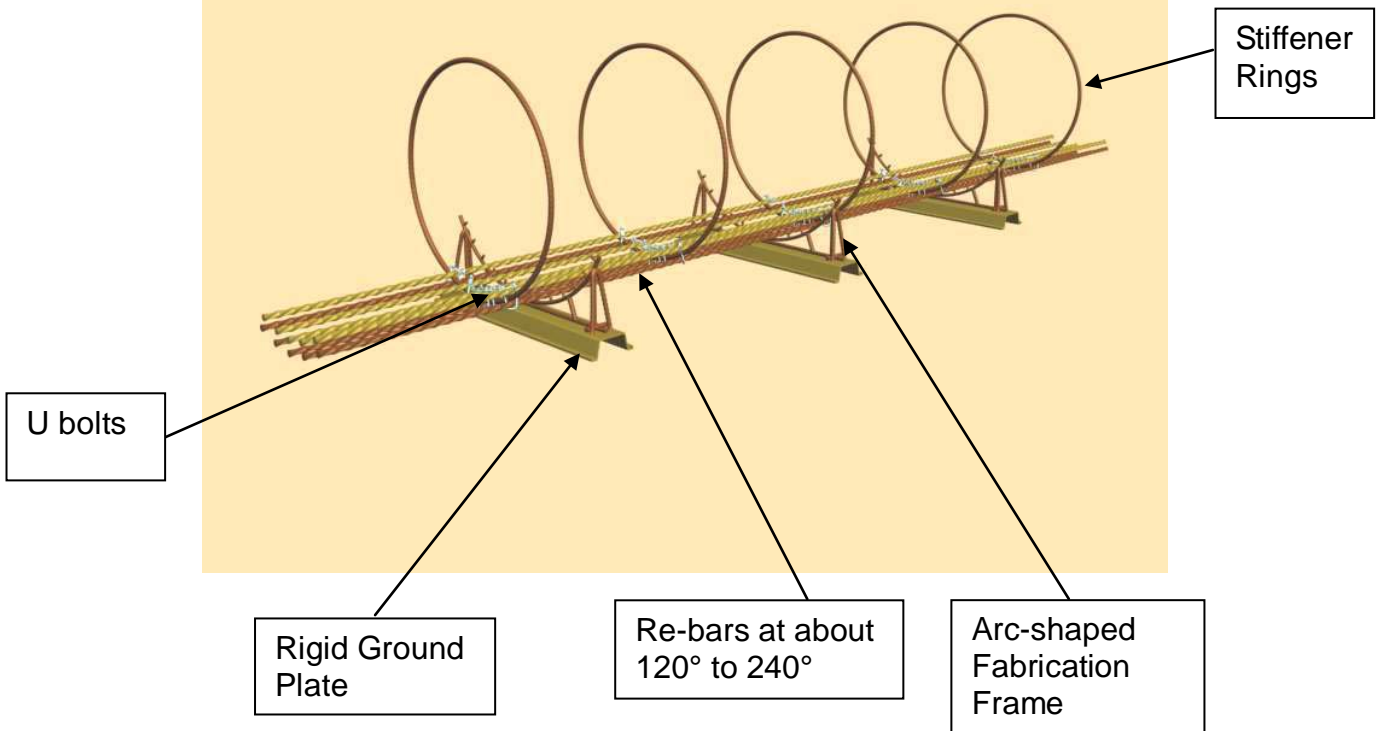 Stiffener
Rings
U bolts
Rigid Ground
Plate
Re-bars at about
120° to 240°
Arc-shaped
Fabrication
Frame